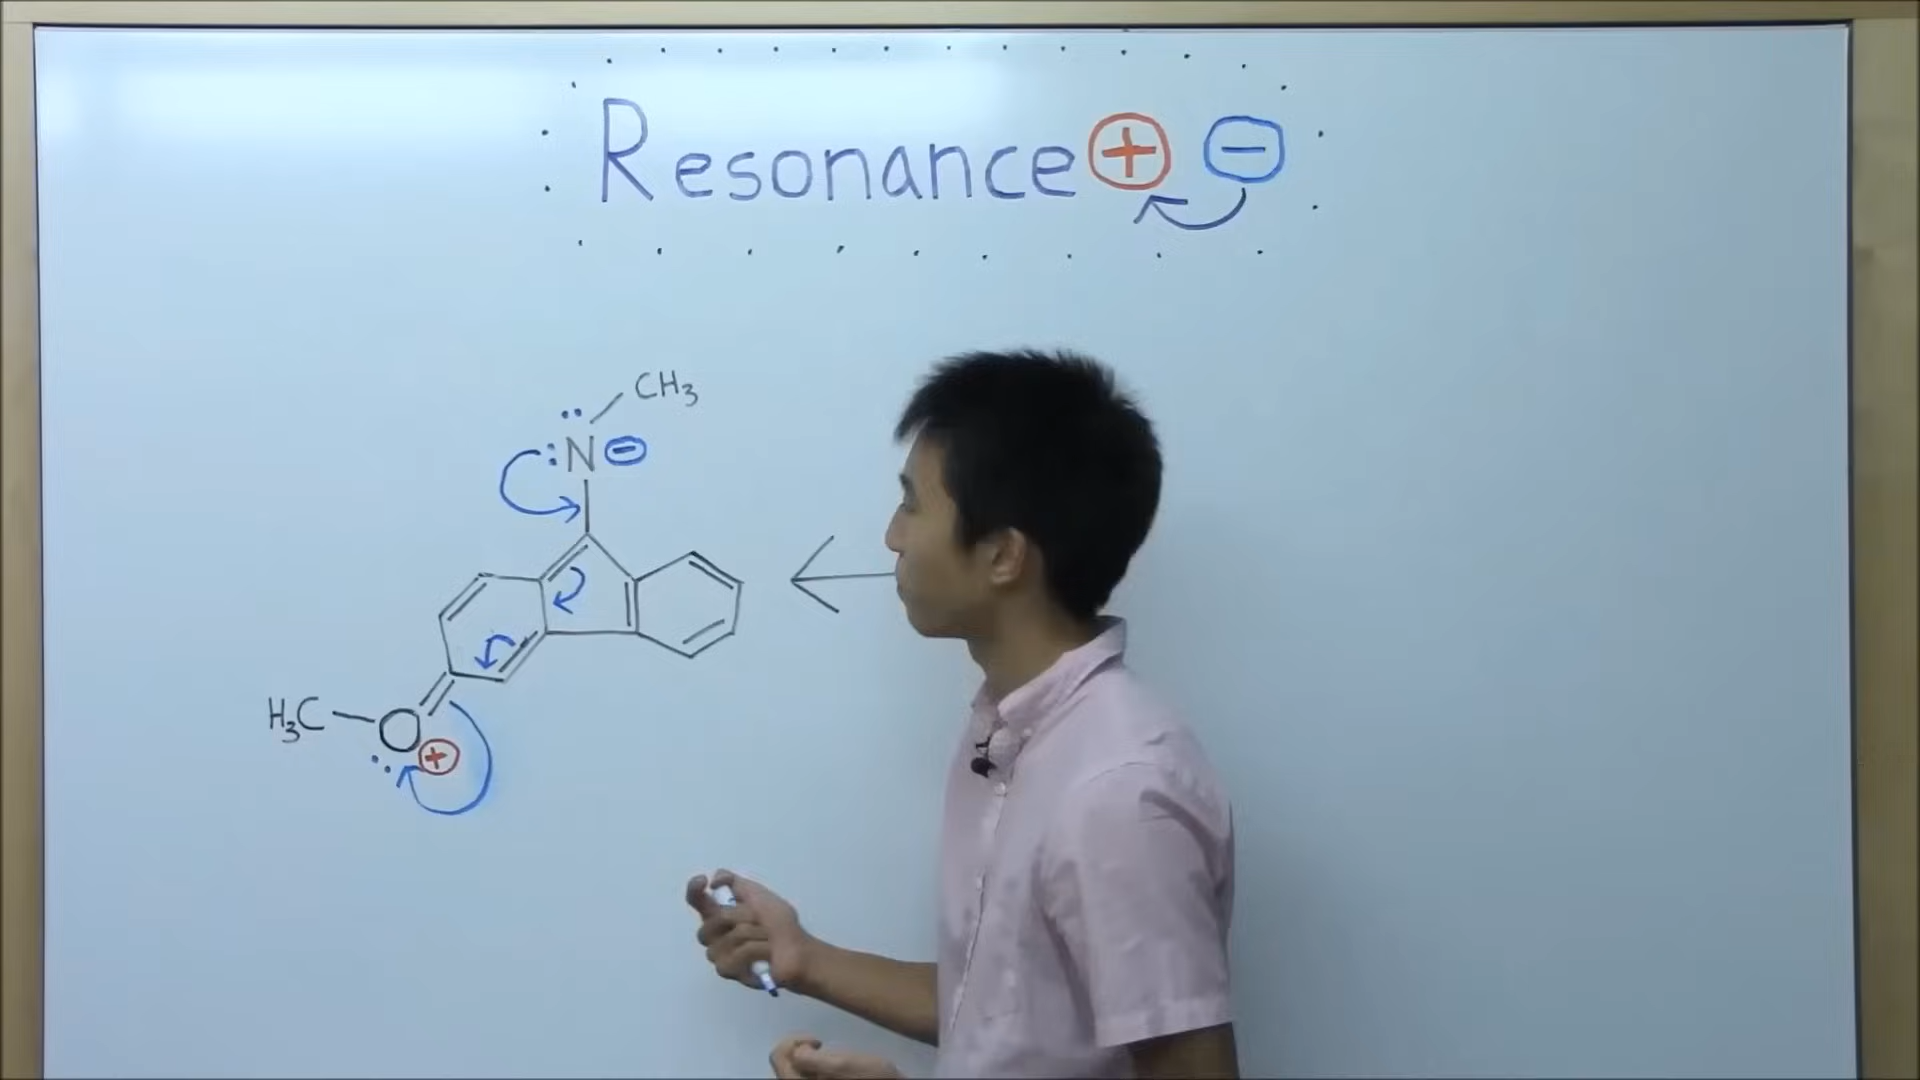 Resonance ⊕ ⊖
CH₃
:N̈ ⊖
H₃C O ⊕